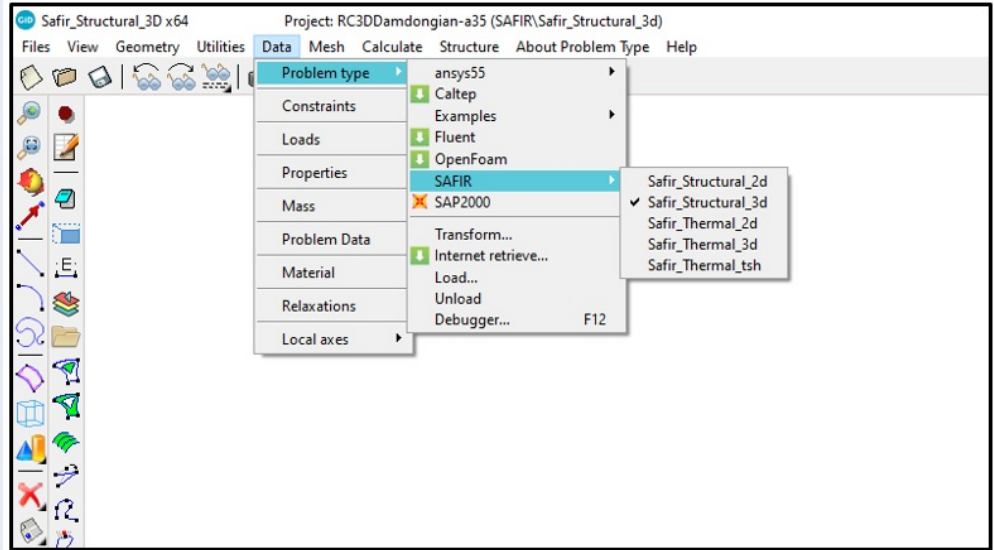 GiD Safir_Structural_3D x64 Project: RC3DDamdongian-a35 (SAFIR\Safir_Structural_3d)
Files View Geometry Utilities Data Mesh Calculate Structure About Problem Type Help
Problem type
Constraints
Loads
Properties
Mass
Problem Data
Material
Relaxations
Local axes
ansys55
Caltep
Examples
Fluent
OpenFoam
SAFIR
SAP2000
Transform...
Internet retrieve...
Load...
Unload
Debugger... F12
Safir_Structural_2d
Safir_Structural_3d
Safir_Thermal_2d
Safir_Thermal_3d
Safir_Thermal_tsh
:E: